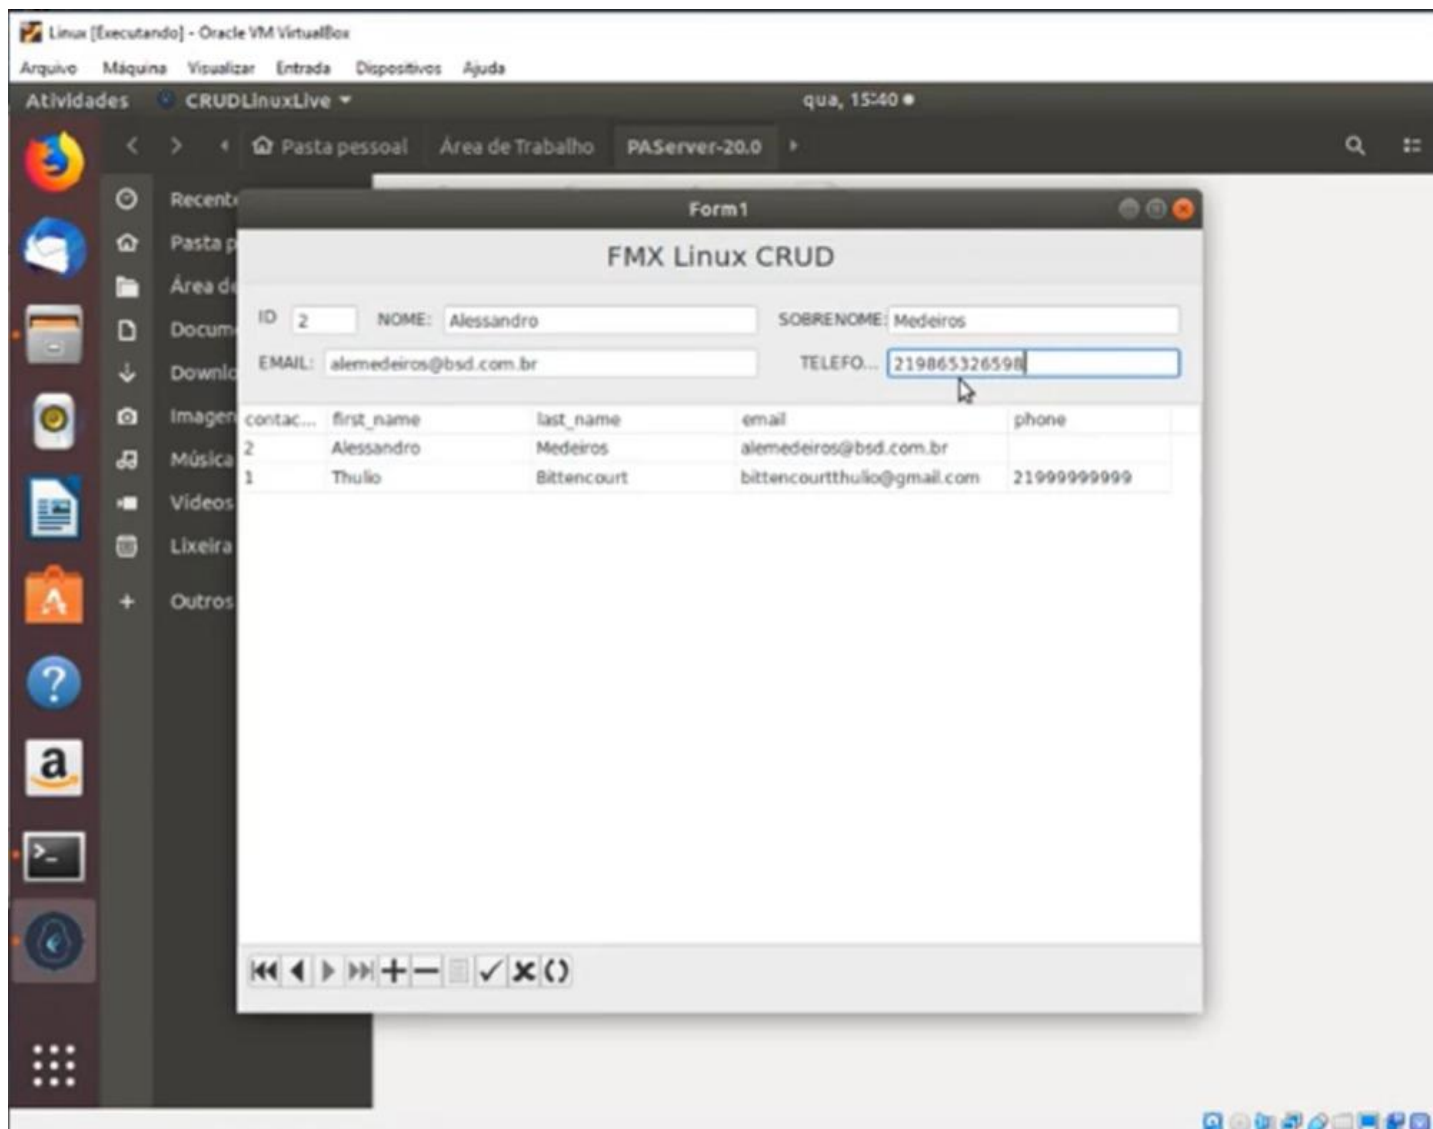 Linux [Executando] - Oracle VM VirtualBox
Arquivo Máquina Visualizar Entrada Dispositivos Ajuda
Atividades CRUDLinuxLive qua, 15:40
Pasta pessoal Área de Trabalho PAServer-20.0
Recent
Form1
Pasta p
FMX Linux CRUD
Área de
ID 2 NOME: Alessandro SOBRENOME: Medeiros
Docum
EMAIL: alemedeiros@bsd.com.br TELEFO... 219865326598
Downlo
Imagen
contac... first_name last_name email phone
2 Alessandro Medeiros alemedeiros@bsd.com.br
Música
1 Thulio Bittencourt bittencourtthulio@gmail.com 21999999999
Vídeos
Lixeira
Outros
a